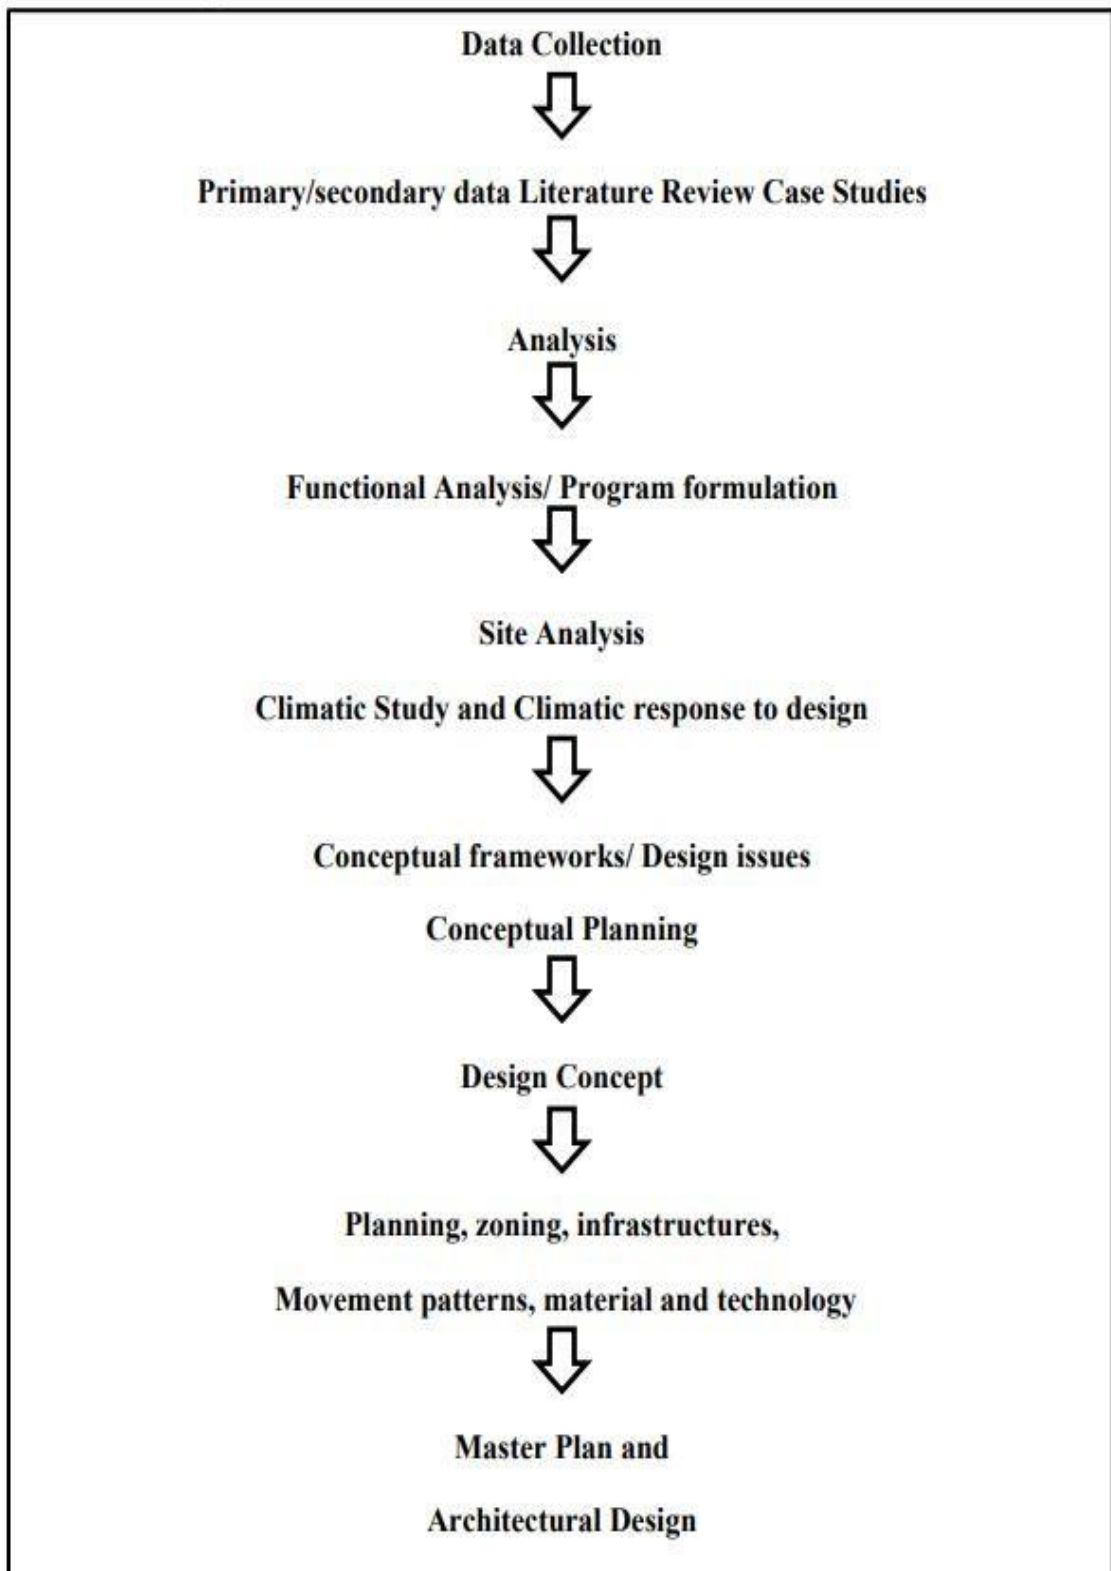 Data Collection
Primary/secondary data Literature Review Case Studies
Analysis
Functional Analysis/ Program formulation
Site Analysis
Climatic Study and Climatic response to design
Conceptual frameworks/ Design issues
Conceptual Planning
Design Concept
Planning, zoning, infrastructures,
Movement patterns, material and technology
Master Plan and
Architectural Design